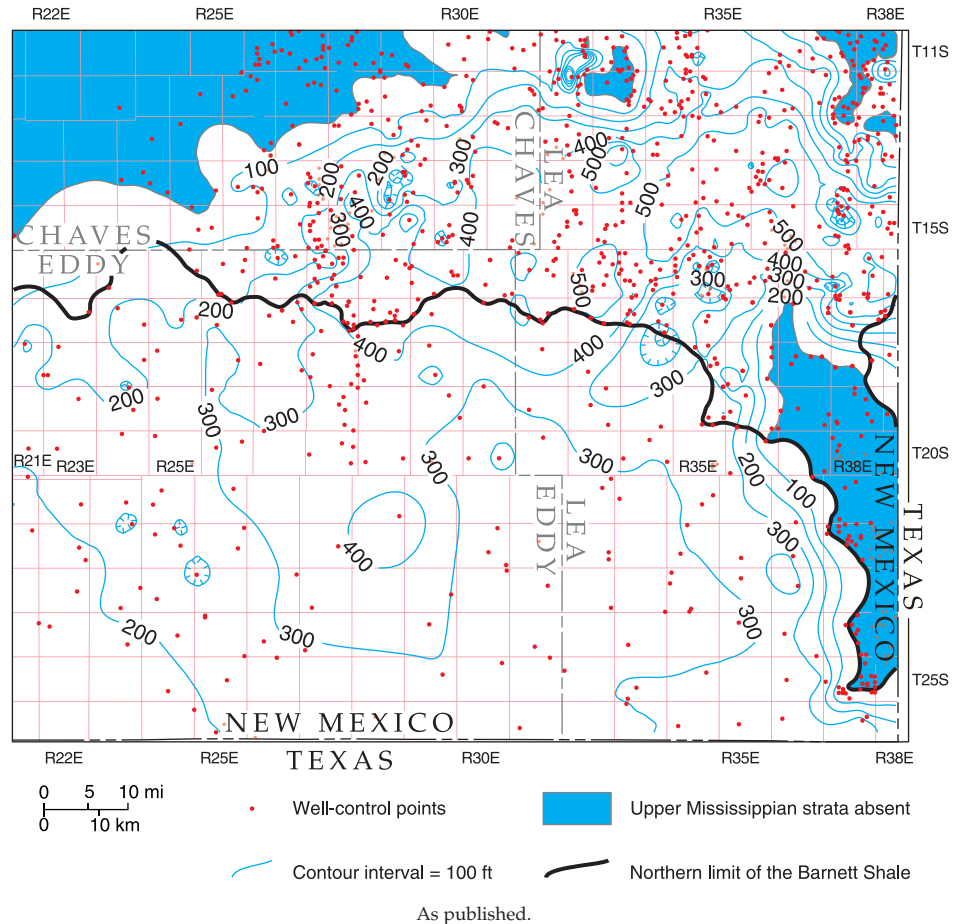 R22E R25E R30E R35E R38E
T11S
400
CHAVES LEA
100 300 500
200 200
400 500
300 400 500 T15S
CHAVES
EDDY
400
300 300
200 500 200
400 400
200 300
300 300
NEW MEXICO
TEXAS
T20S
R21E R23E R25E 300 300 R35E R38E
200 100
EDDY LEA
400 300
200 300 300
T25S
NEW MEXICO
TEXAS
R22E R25E R30E R35E R38E
0 5 10 mi
0 10 km
Well-control points
Upper Mississippian strata absent
Contour interval = 100 ft
Northern limit of the Barnett Shale
As published.